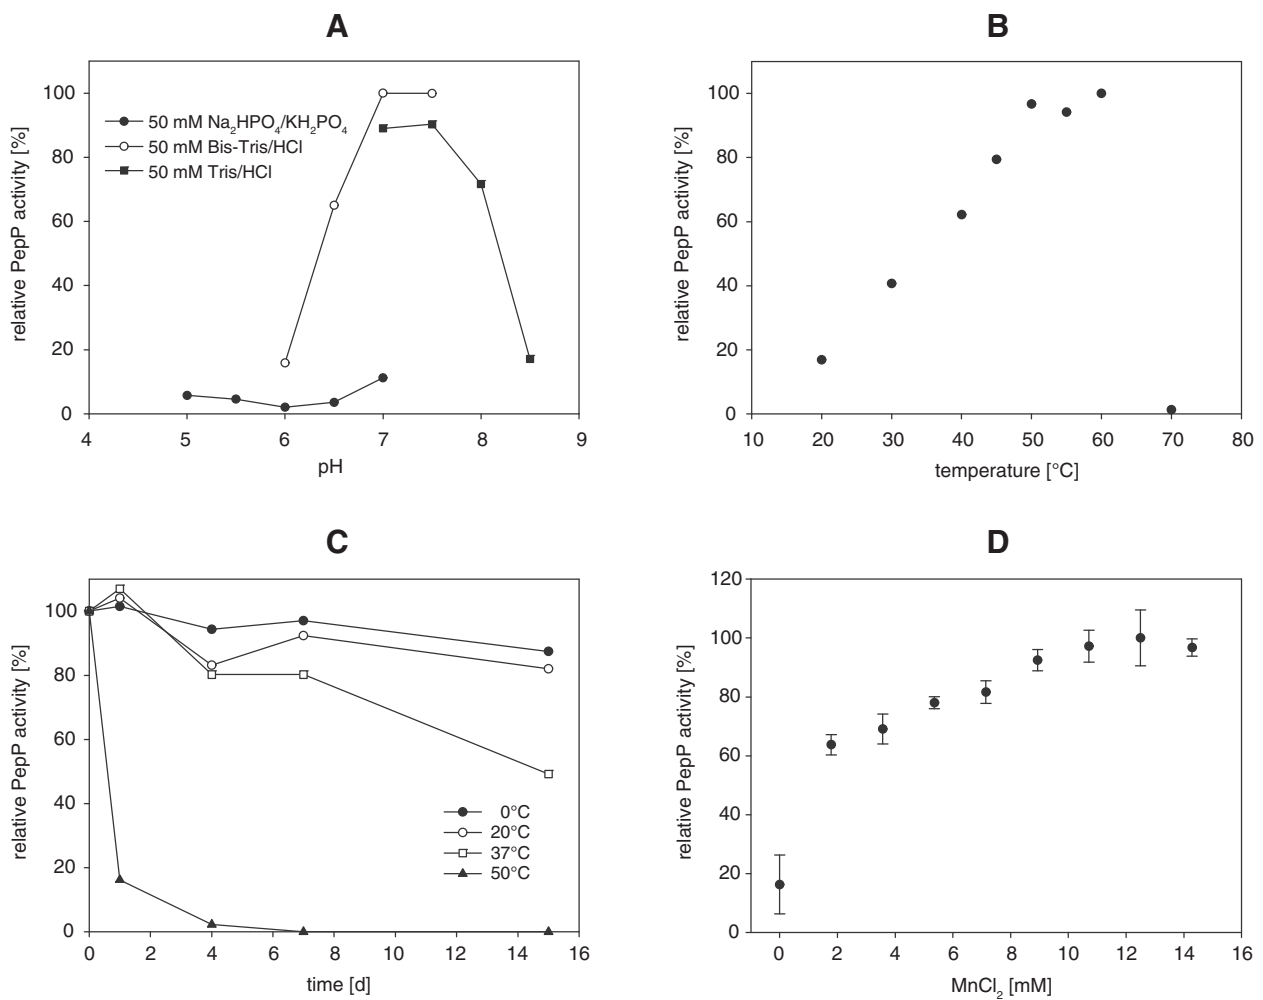 A
relative PepP activity [%]
100
80
60
40
20
0
50 mM Na₂HPO₄/KH₂PO₄
50 mM Bis-Tris/HCl
50 mM Tris/HCl
4 5 6 7 8 9
pH
B
relative PepP activity [%]
100
80
60
40
20
0
10 20 30 40 50 60 70 80
temperature [°C]
C
relative PepP activity [%]
100
80
60
40
20
0
0°C
20°C
37°C
50°C
0 2 4 6 8 10 12 14 16
time [d]
D
relative PepP activity [%]
120
100
80
60
40
20
0
0 2 4 6 8 10 12 14 16
MnCl₂ [mM]